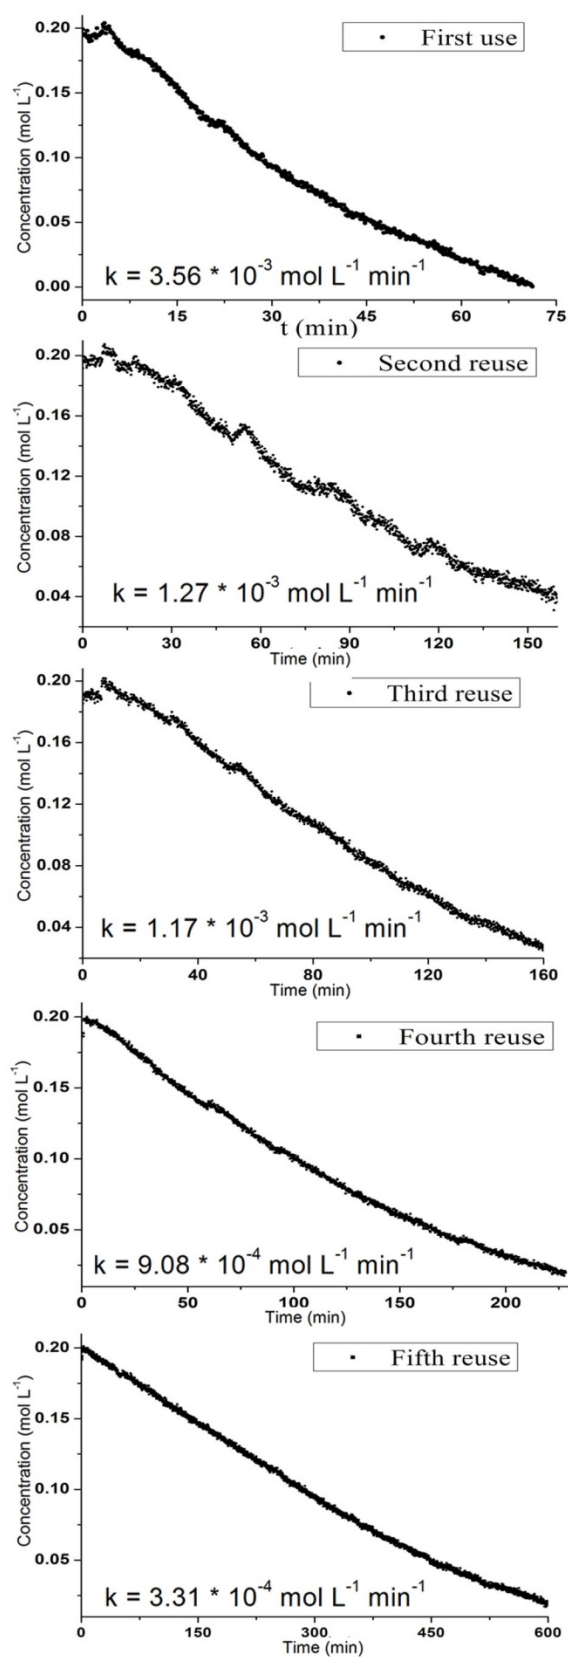 First use
Concentration (mol L⁻¹)
0.20
0.15
0.10
0.05
0.00
k = 3.56 * 10⁻³ mol L⁻¹ min⁻¹
0 15 30 45 60 75
t (min)
Second reuse
Concentration (mol L⁻¹)
0.20
0.16
0.12
0.08
0.04
k = 1.27 * 10⁻³ mol L⁻¹ min⁻¹
0 30 60 90 120 150
Time (min)
Third reuse
Concentration (mol L⁻¹)
0.20
0.16
0.12
0.08
0.04
k = 1.17 * 10⁻³ mol L⁻¹ min⁻¹
0 40 80 120 160
Time (min)
Fourth reuse
Concentration (mol L⁻¹)
0.20
0.15
0.10
0.05
k = 9.08 * 10⁻⁴ mol L⁻¹ min⁻¹
0 50 100 150 200
Time (min)
Fifth reuse
Concentration (mol L⁻¹)
0.20
0.15
0.10
0.05
k = 3.31 * 10⁻⁴ mol L⁻¹ min⁻¹
0 150 300 450 600
Time (min)